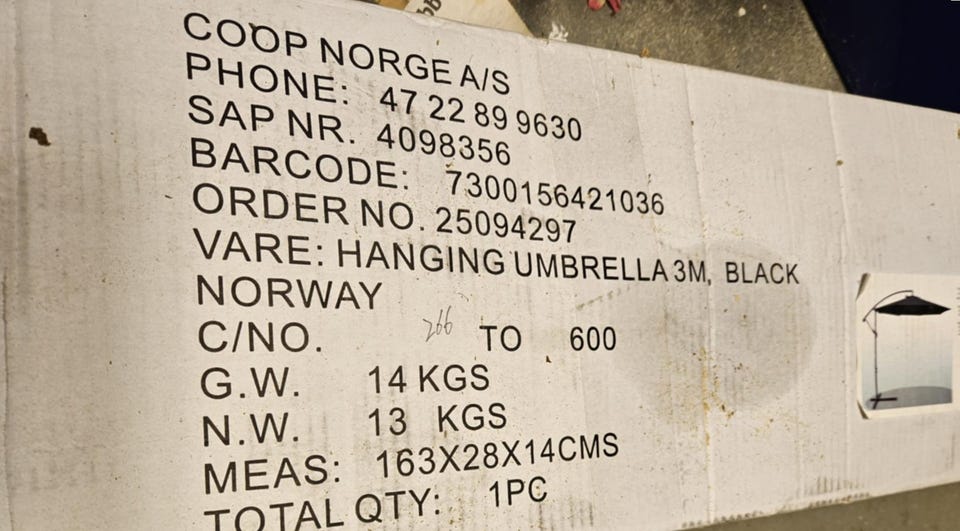 COOP NORGE A/S
PHONE: 47 22 89 9630
SAP NR. 4098356
BARCODE: 7300156421036
ORDER NO. 25094297
VARE: HANGING UMBRELLA 3M, BLACK
NORWAY
C/NO. 266 TO 600
G.W. 14 KGS
N.W. 13 KGS
MEAS: 163X28X14CMS
TOTAL QTY: 1PC